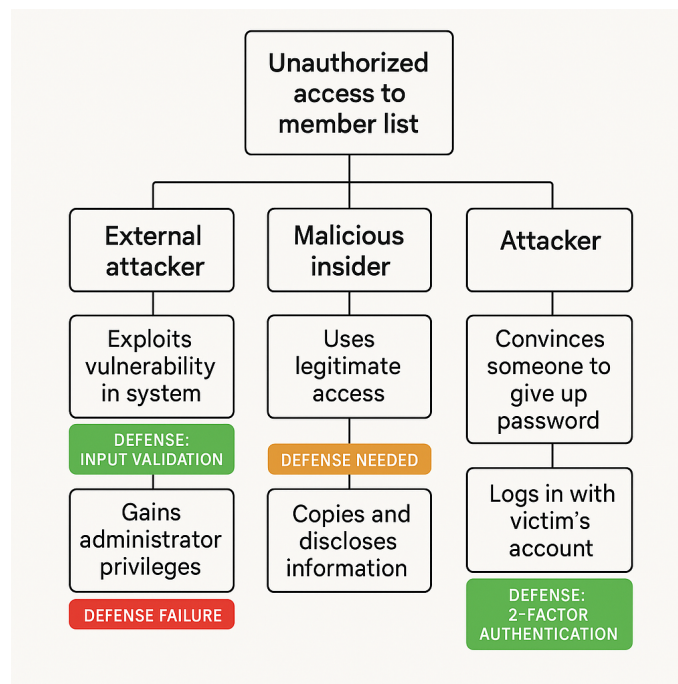 Unauthorized
access to
member list
External
attacker
Exploits
vulnerability
in system
DEFENSE:
INPUT VALIDATION
Gains
administrator
privileges
DEFENSE FAILURE
Malicious
insider
Uses
legitimate
access
DEFENSE NEEDED
Copies and
discloses
information
Attacker
Convinces
someone to
give up
password
Logs in with
victim's
account
DEFENSE:
2-FACTOR
AUTHENTICATION